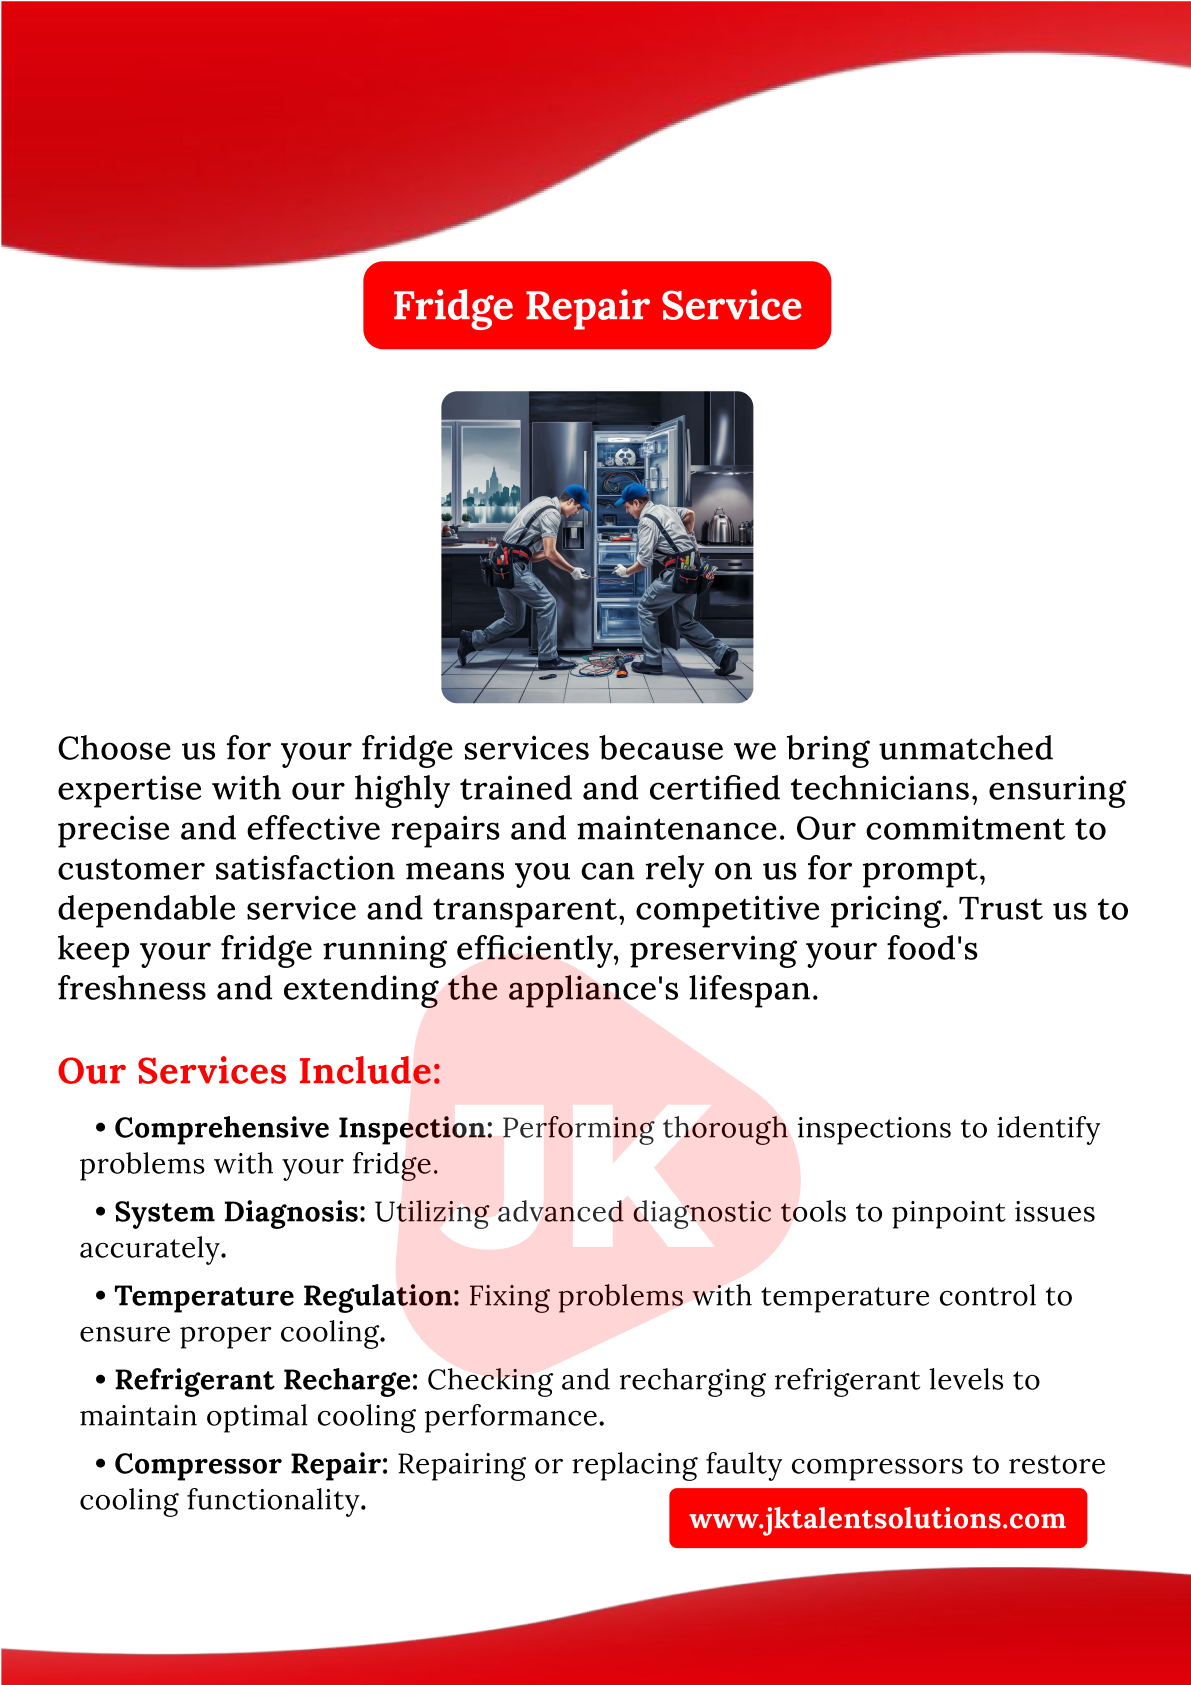 Fridge Repair Service
Choose us for your fridge services because we bring unmatched
expertise with our highly trained and certified technicians, ensuring
precise and effective repairs and maintenance. Our commitment to
customer satisfaction means you can rely on us for prompt,
dependable service and transparent, competitive pricing. Trust us to
keep your fridge running efficiently, preserving your food's
freshness and extending the appliance's lifespan.
Our Services Include:
• Comprehensive Inspection: Performing thorough inspections to identify
problems with your fridge.
• System Diagnosis: Utilizing advanced diagnostic tools to pinpoint issues
accurately.
• Temperature Regulation: Fixing problems with temperature control to
ensure proper cooling.
• Refrigerant Recharge: Checking and recharging refrigerant levels to
maintain optimal cooling performance.
• Compressor Repair: Repairing or replacing faulty compressors to restore
cooling functionality.
www.jktalentsolutions.com
JK